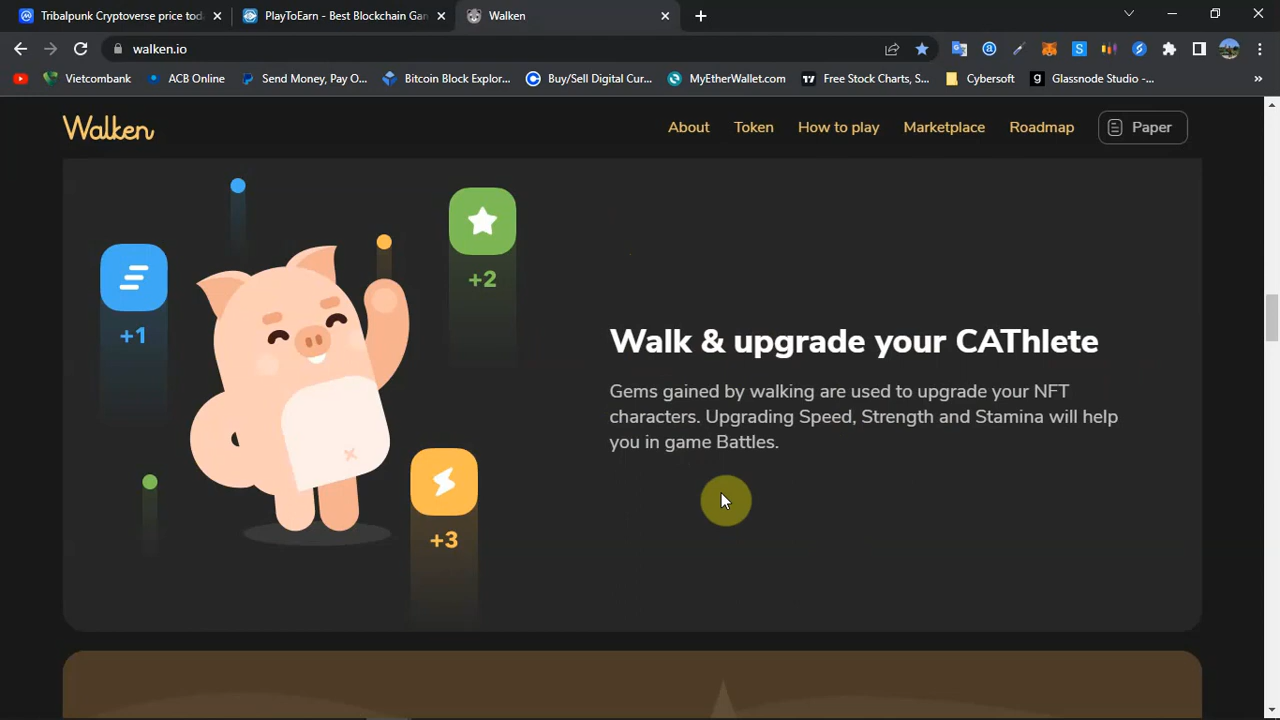 Tribalpunk Cryptoverse price tod
PlayToEarn - Best Blockchain Gam
Walken
walken.io
Vietcombank
ACB Online
Send Money, Pay O...
Bitcoin Block Explor...
Buy/Sell Digital Cur...
MyEtherWallet.com
Free Stock Charts, S...
Cybersoft
Glassnode Studio -...
»
Walken
About
Token
How to play
Marketplace
Roadmap
Paper
+1
+2
+3
Walk & upgrade your CAThlete
Gems gained by walking are used to upgrade your NFT
characters. Upgrading Speed, Strength and Stamina will help
you in game Battles.